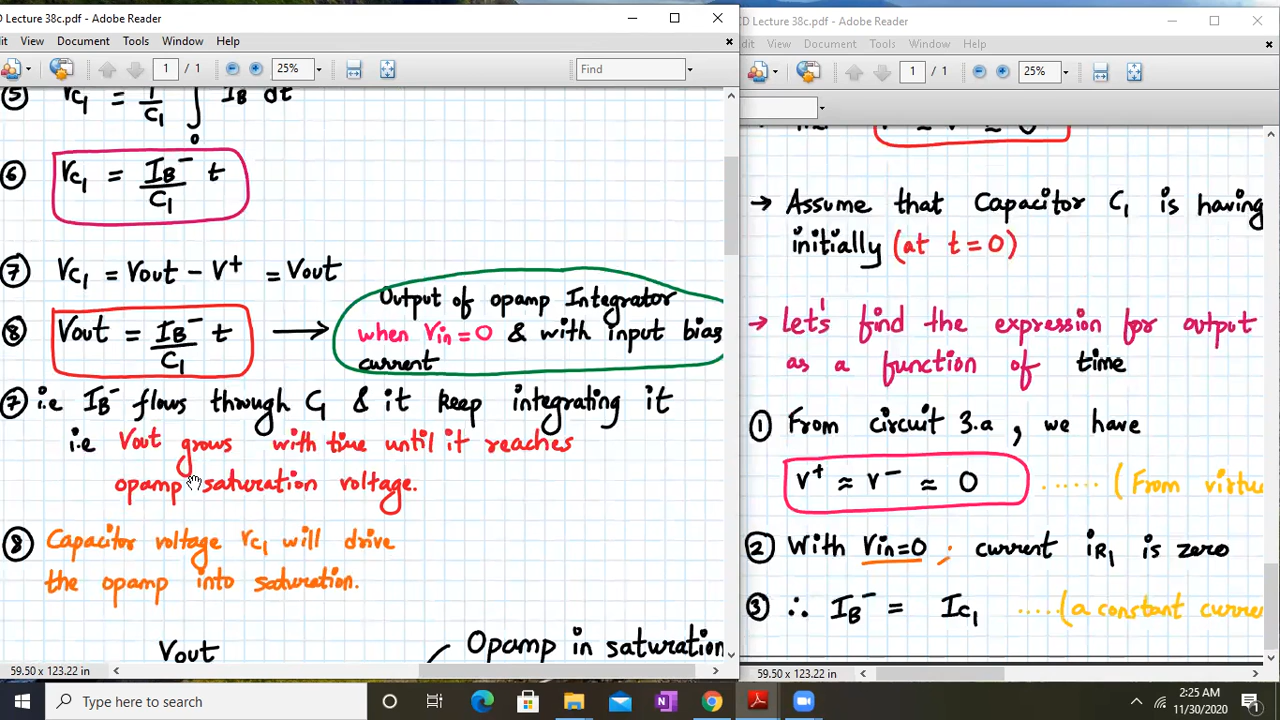 D Lecture 38c.pdf - Adobe Reader
it View Document Tools Window Help
1 / 1 25% Find
⑤ Vc₁ = 1/C₁ ∫₀ IB⁻ dt
⑥ Vc₁ = IB⁻/C₁ t
⑦ Vc₁ = Vout - V⁺ = Vout
⑧ Vout = IB⁻/C₁ t →
Output of opamp Integrator
when Vin=0 & with input bias
current
⑦ i.e IB⁻ flows through C₁ & it keep integrating it
i.e Vout grows with time until it reaches
opamp saturation voltage.
⑧ Capacitor voltage Vc₁ will drive
the opamp into saturation.
Vout
Opamp in saturation
59.50 x 123.22 in
D Lecture 38c.pdf - Adobe Reader
View Document Tools Window Help
1 / 1 25%
→ Assume that Capacitor C₁ is having
initially (at t=0)
→ Let's find the expression for output
as a function of time
① From circuit 3.a, we have
V⁺ ≈ V⁻ ≈ 0 ...... (From virtu
② With Vin=0 ; current iR₁ is zero
③ ∴ IB⁻ = Ic₁ ....(a constant curre
59.50 x 123.22 in
Type here to search
2:25 AM
11/30/2020
1